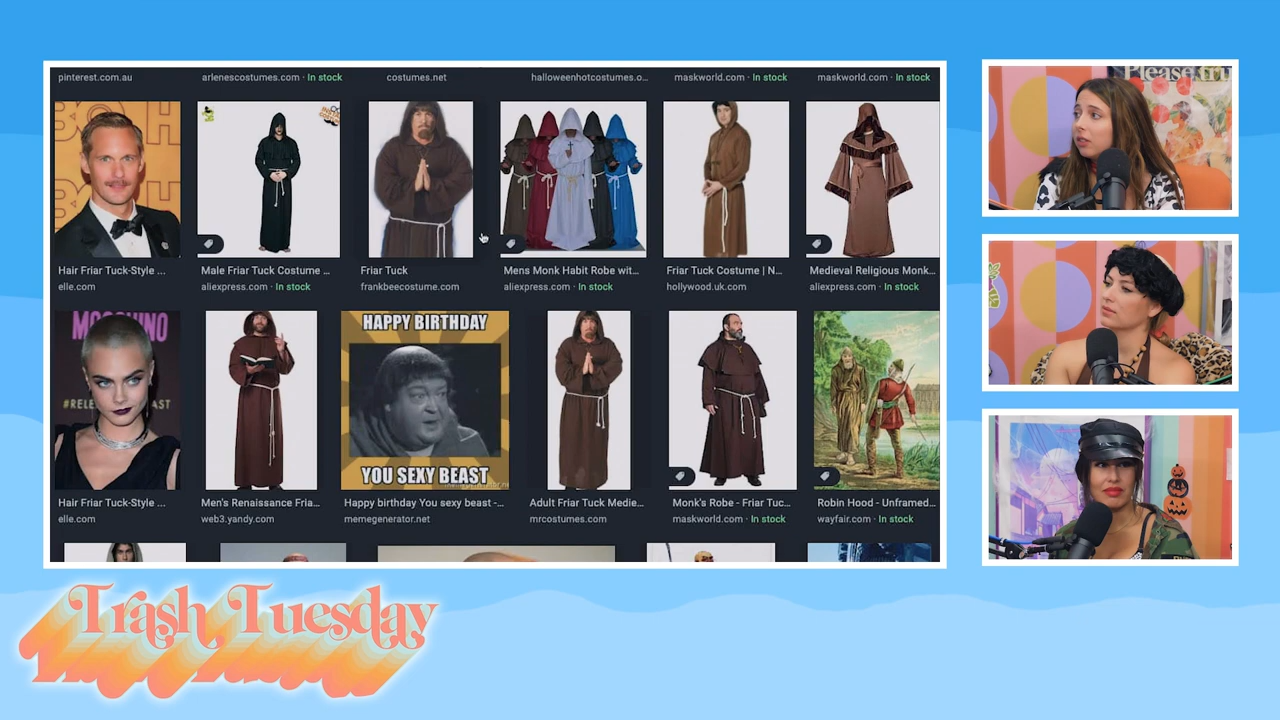 pinterest.com.au
arlenescostumes.com · In stock
costumes.net
halloweenhotcostumes.o...
maskworld.com · In stock
maskworld.com · In stock
Please
Hair Friar Tuck-Style ...
elle.com
Male Friar Tuck Costume ...
aliexpress.com · In stock
Friar Tuck
frankbeecostume.com
Mens Monk Habit Robe wit...
aliexpress.com · In stock
Friar Tuck Costume | N...
hollywood.uk.com
Medieval Religious Monk...
aliexpress.com · In stock
MOSCHINO
HAPPY BIRTHDAY
YOU SEXY BEAST
Hair Friar Tuck-Style ...
elle.com
Men's Renaissance Fria...
web3.yandy.com
Happy birthday You sexy beast -...
memegenerator.net
Adult Friar Tuck Medie...
mrcostumes.com
Monk's Robe - Friar Tuc...
maskworld.com · In stock
Robin Hood - Unframed...
wayfair.com · In stock
Trash Tuesday